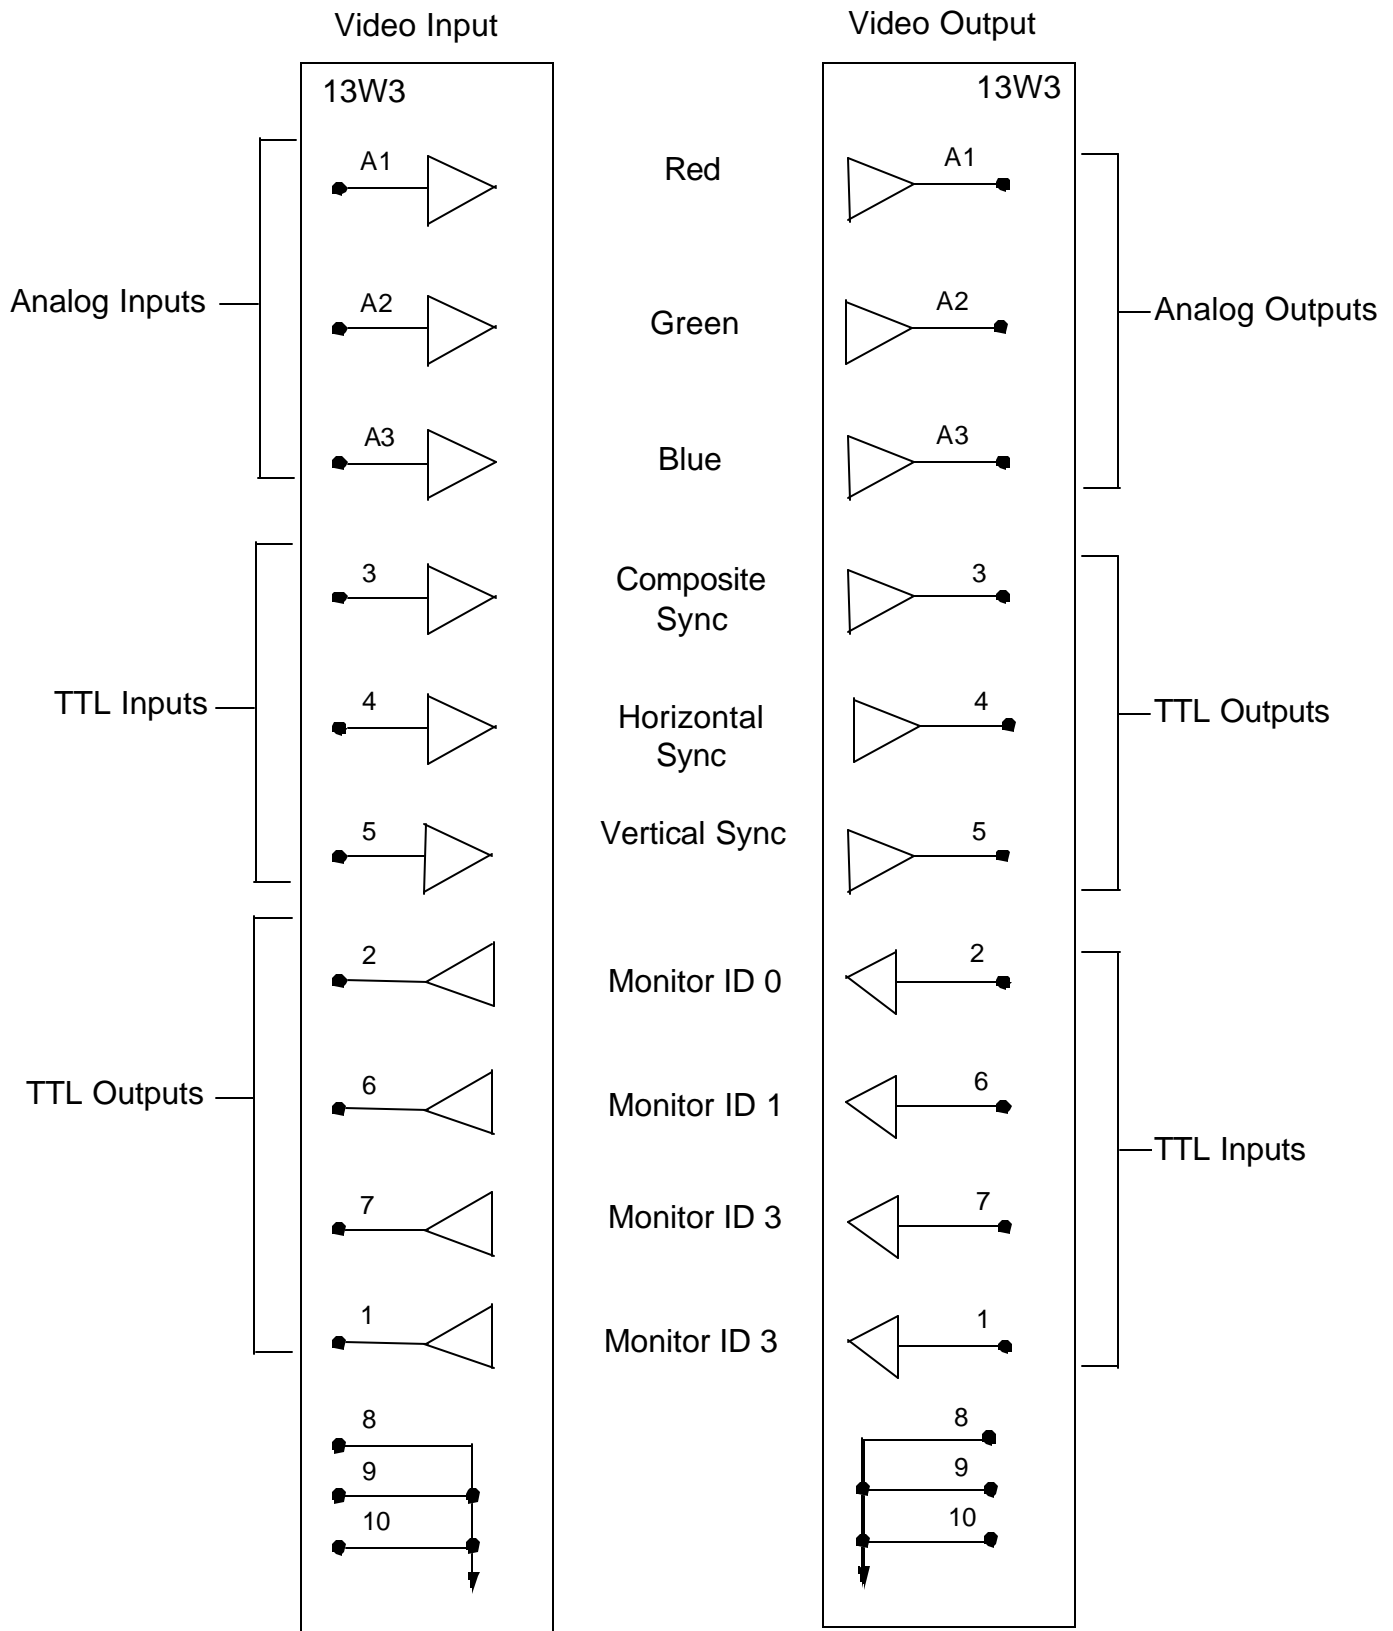 Video Input
Video Output
13W3
13W3
A1
Red
A1
Analog Inputs
A2
Green
A2
Analog Outputs
A3
Blue
A3
3
Composite
Sync
3
TTL Inputs
4
Horizontal
Sync
4
TTL Outputs
5
Vertical Sync
5
2
Monitor ID 0
2
TTL Outputs
6
Monitor ID 1
6
TTL Inputs
7
Monitor ID 3
7
1
Monitor ID 3
1
8
8
9
9
10
10